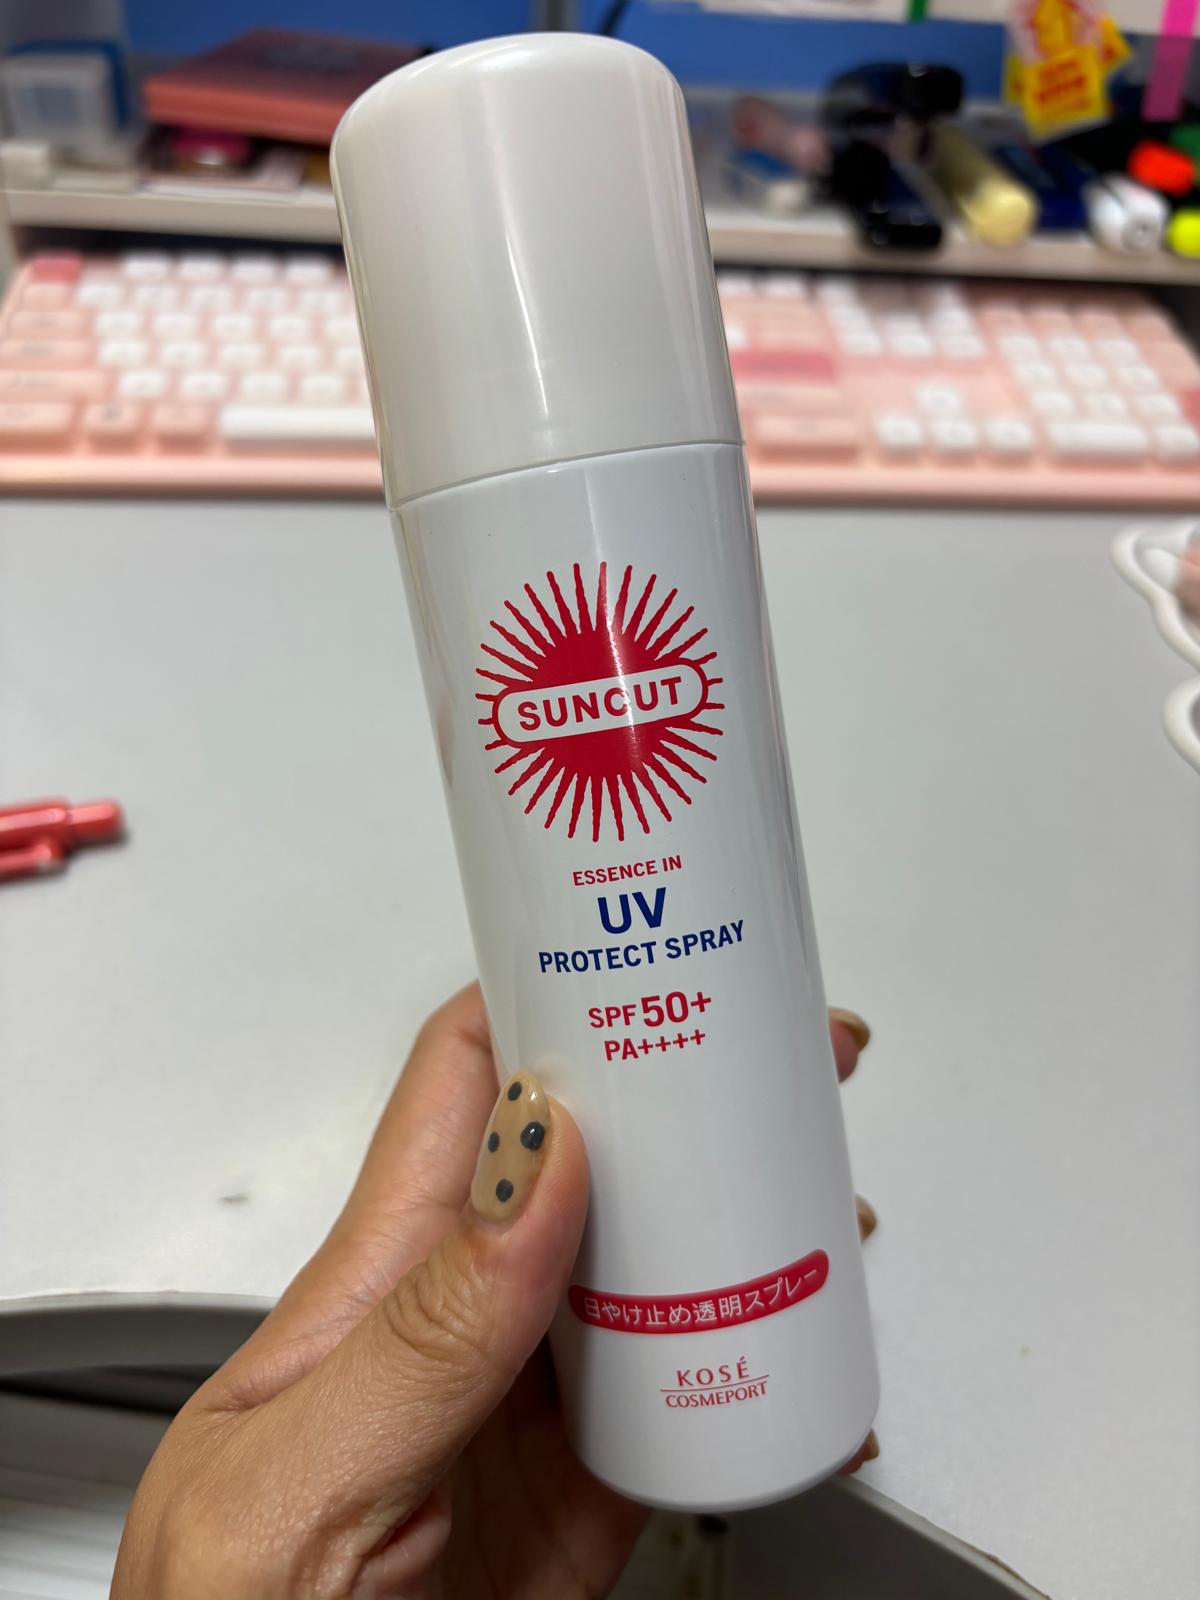 SUNCUT
ESSENCE IN
UV
PROTECT SPRAY
SPF50+
PA++++
日やけ止め透明スプレー
KOSÉ
COSMEPORT